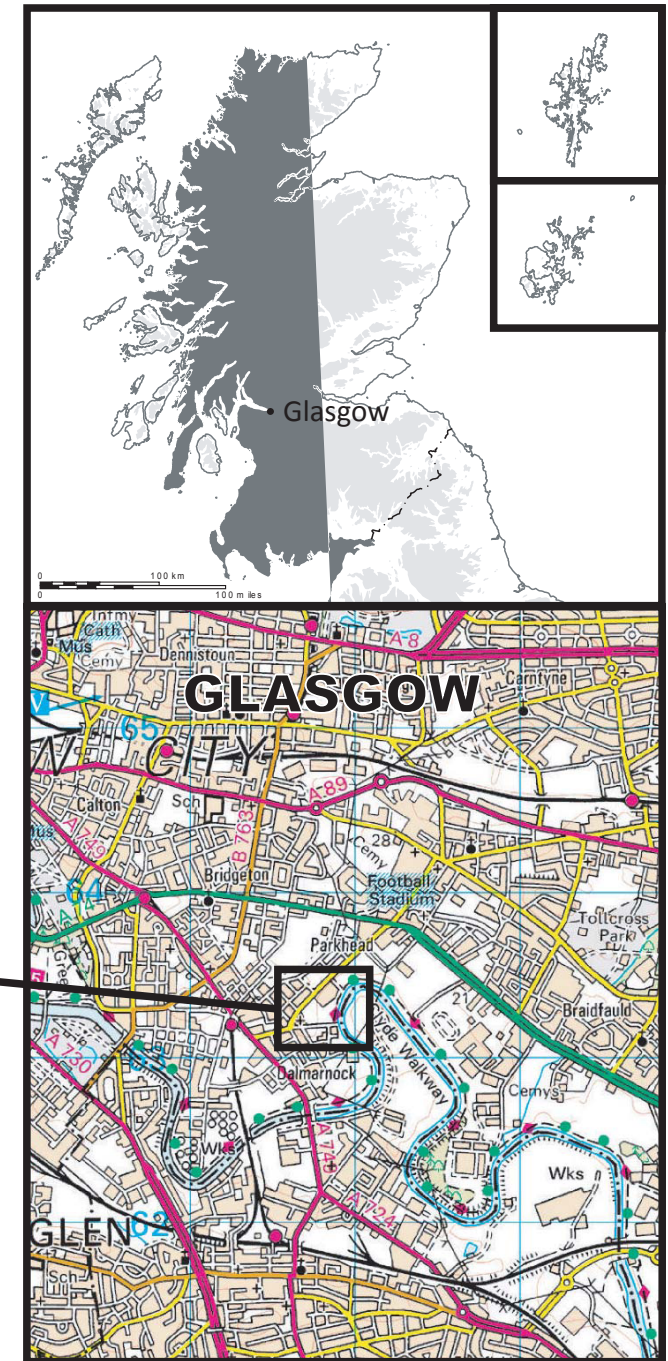 Glasgow
0 100 km
0 100 miles
Infmy
Cath
Mus
Cemy
Dennistoun
A 8
GLASGOW
Carntyne
V
65
N CITY
A 89
Calton
Sch
B 763
Mus
A 749
28
Cemy
64
Bridgeton
Football
Stadium
Tollcross
Park
Parkhead
Green
21
Braidfauld
Clyde Walkway
A 730
63
Dalmarnock
Cemys
Wks
A 749
Wks
A 724
GLEN
62
Sch